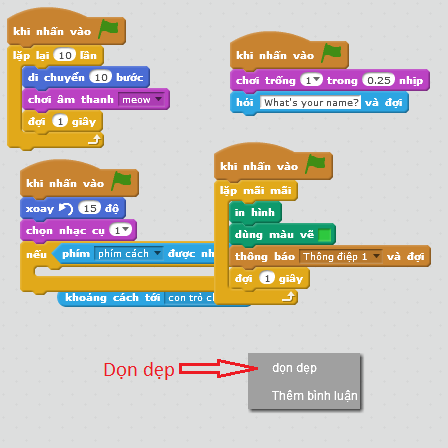 khi nhấn vào
lặp lại 10 lần
di chuyển 10 bước
chơi âm thanh meow
đợi 1 giây
khi nhấn vào
chơi trống 1 trong 0.25 nhịp
hỏi What's your name? và đợi
khi nhấn vào
xoay 15 độ
chọn nhạc cụ 1
nếu phím phím cách được
khoảng cách tới con trỏ
khi nhấn vào
lặp mãi mãi
in hình
dùng màu vẽ
thông báo Thông điệp 1 và đợi
đợi 1 giây
Dọn dẹp
dọn dẹp
Thêm bình luận